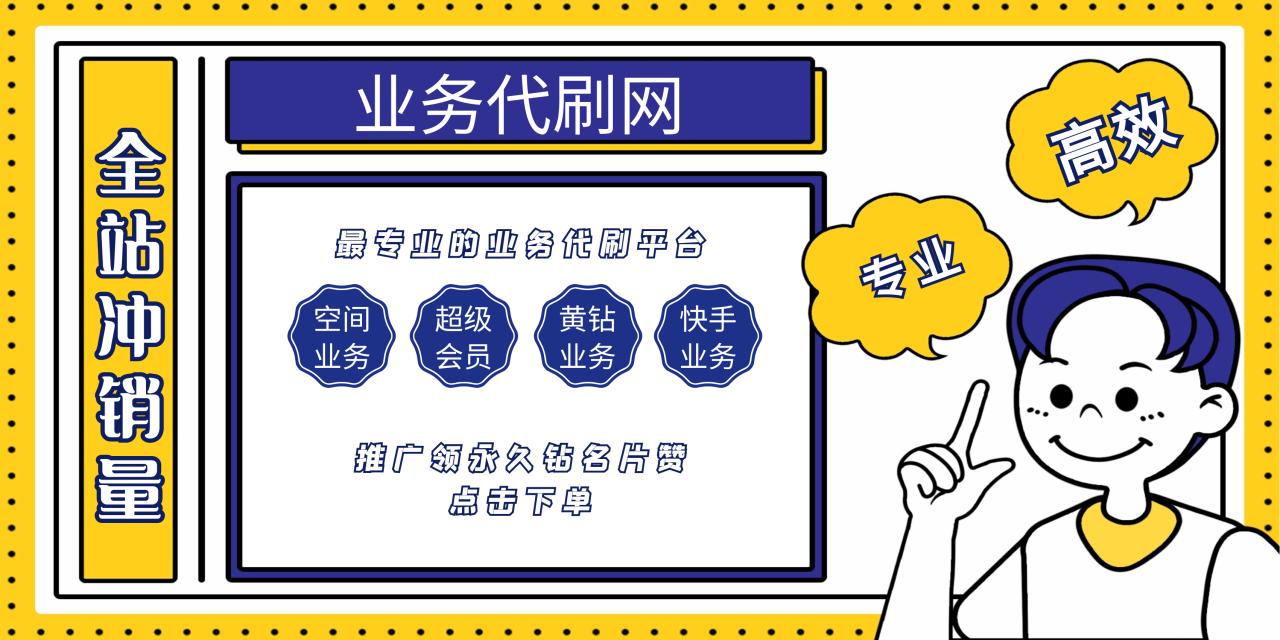 全站冲销量
业务代刷网
最专业的业务代刷平台
空间
业务
超级
会员
黄钻
业务
快手
业务
推广领永久钻名片赞
点击下单
专业
高效